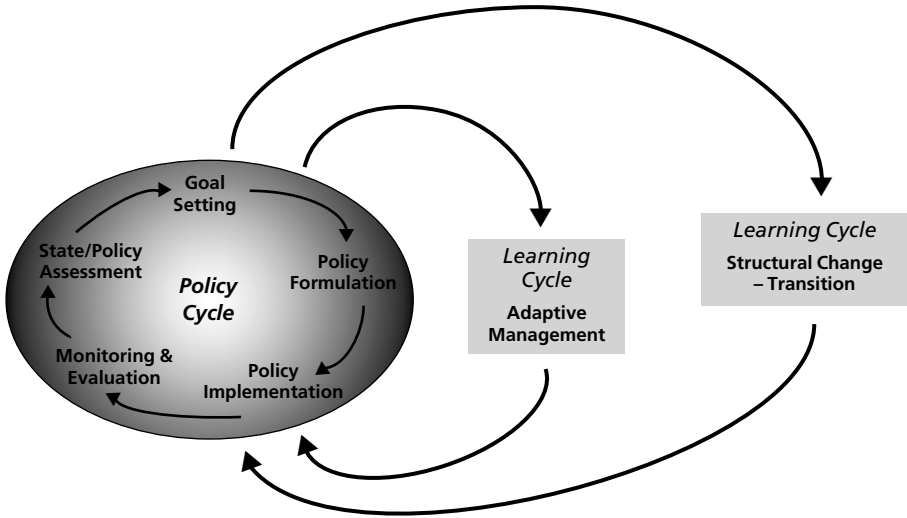 Goal
Setting
State/Policy
Assessment
Policy
Formulation
Policy
Cycle
Monitoring &
Evaluation
Policy
Implementation
Learning
Cycle
Adaptive
Management
Learning Cycle
Structural Change
– Transition